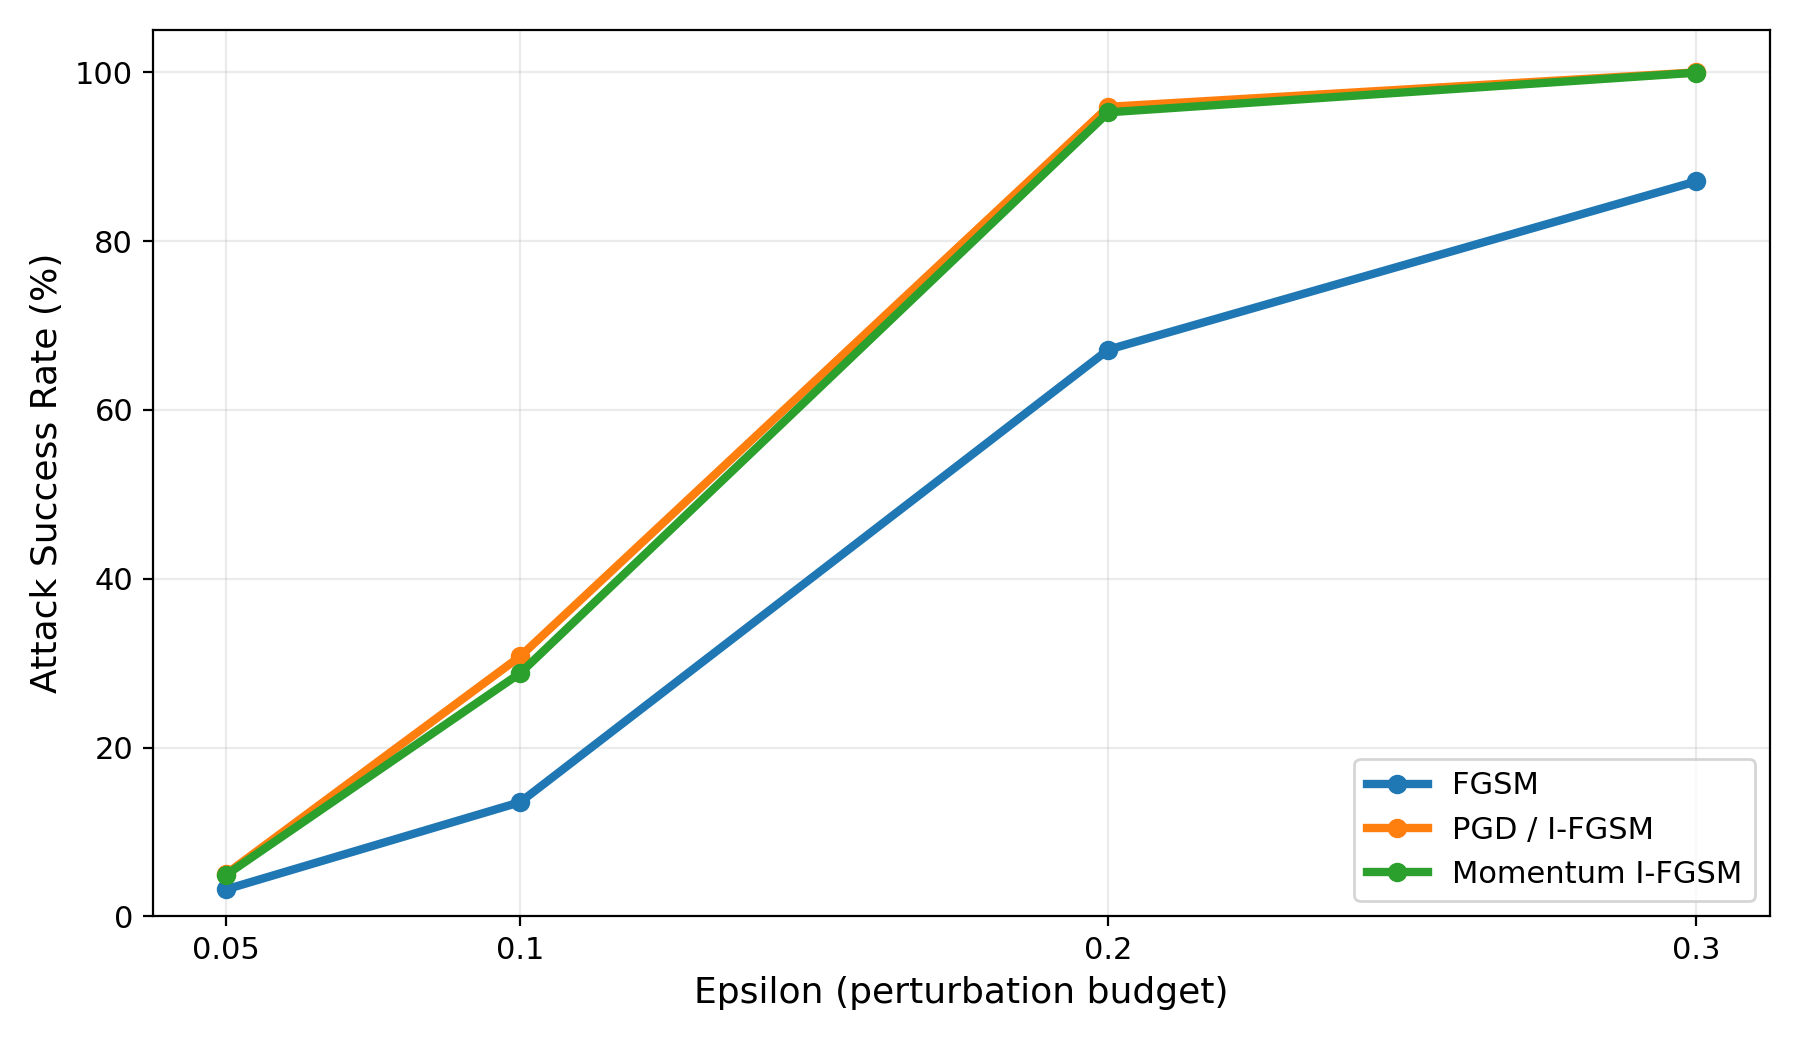 100
80
60
40
20
0
Attack Success Rate (%)
0.05 0.1 0.2 0.3
Epsilon (perturbation budget)
FGSM
PGD / I-FGSM
Momentum I-FGSM